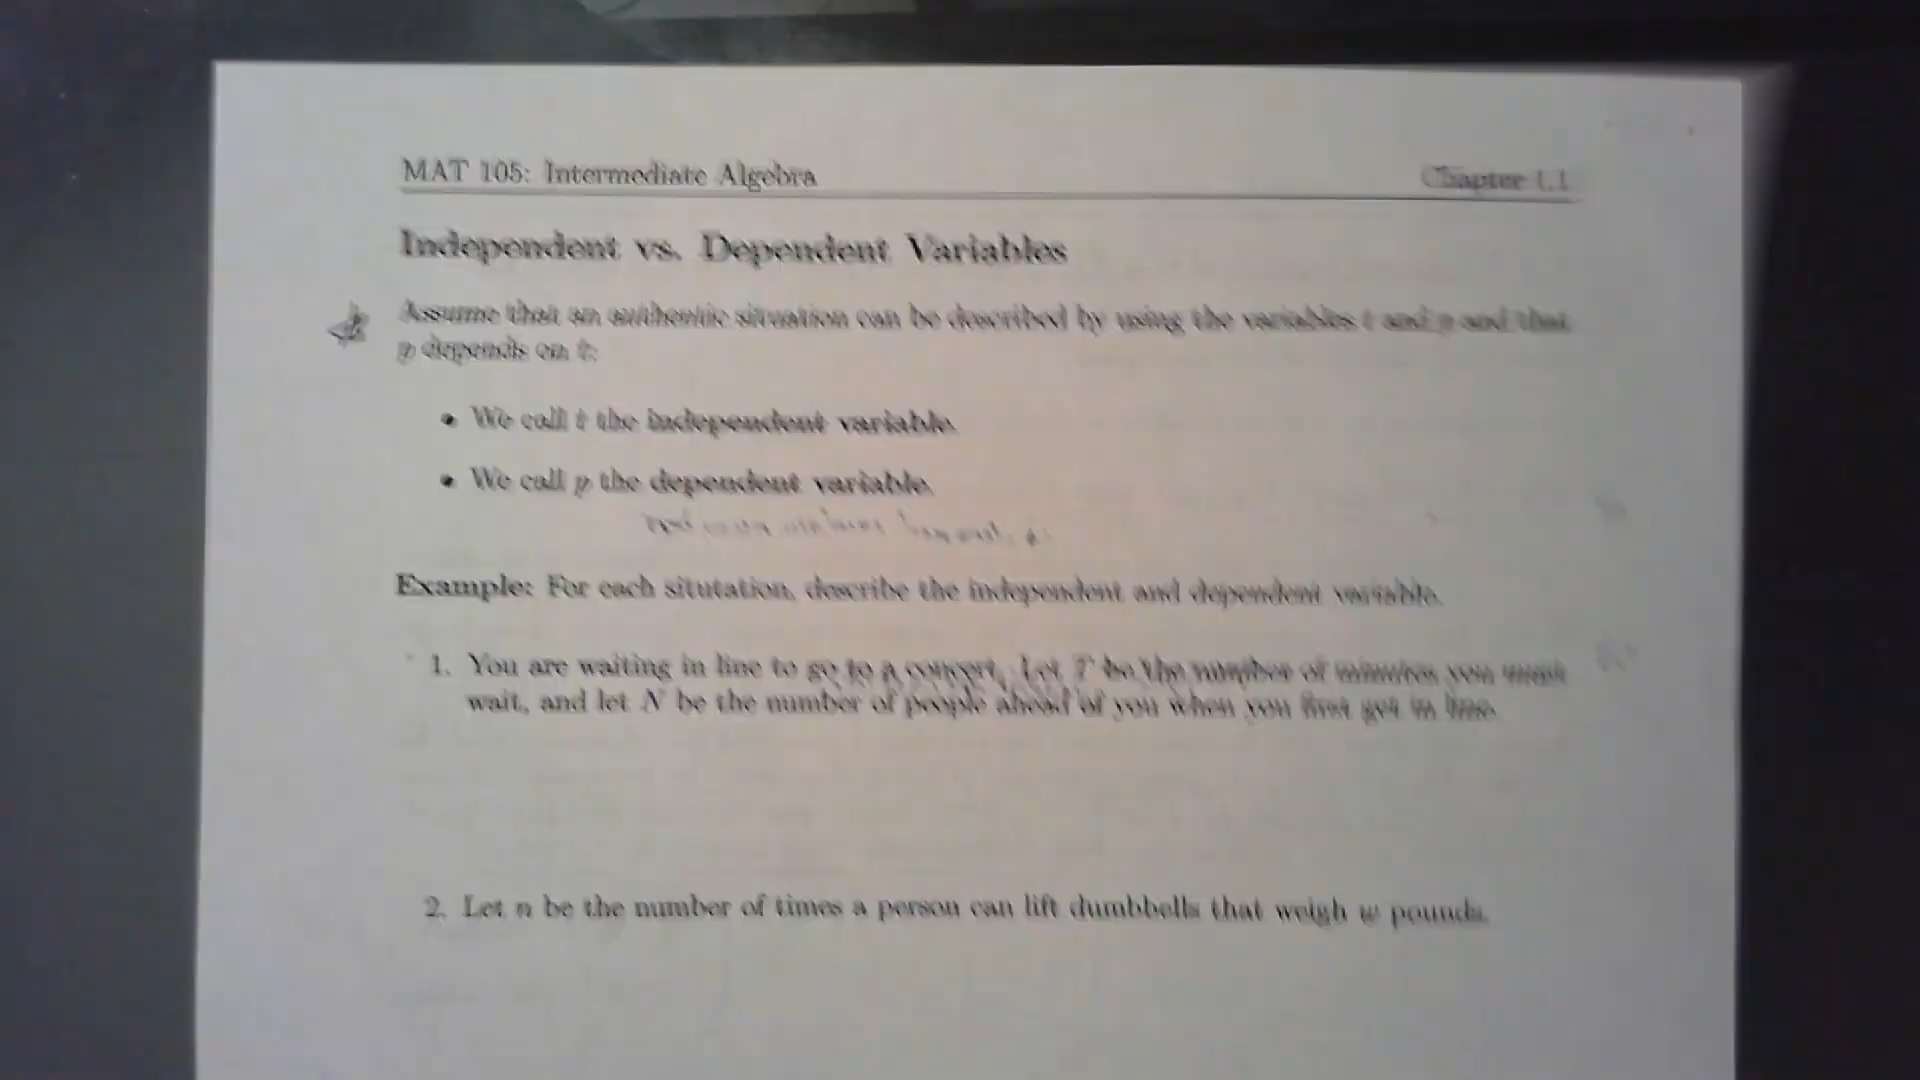 MAT 105: Intermediate Algebra Chapter 1.1
Independent vs. Dependent Variables
Assume that an authentic situation can be described by using the variables t and p and that
p depends on t:
• We call t the independent variable.
• We call p the dependent variable.
Example: For each situtation, describe the independent and dependent variable.
1. You are waiting in line to go to a concert. Let T be the number of minutes you must
wait, and let N be the number of people ahead of you when you first get in line.
2. Let n be the number of times a person can lift dumbbells that weigh w pounds.